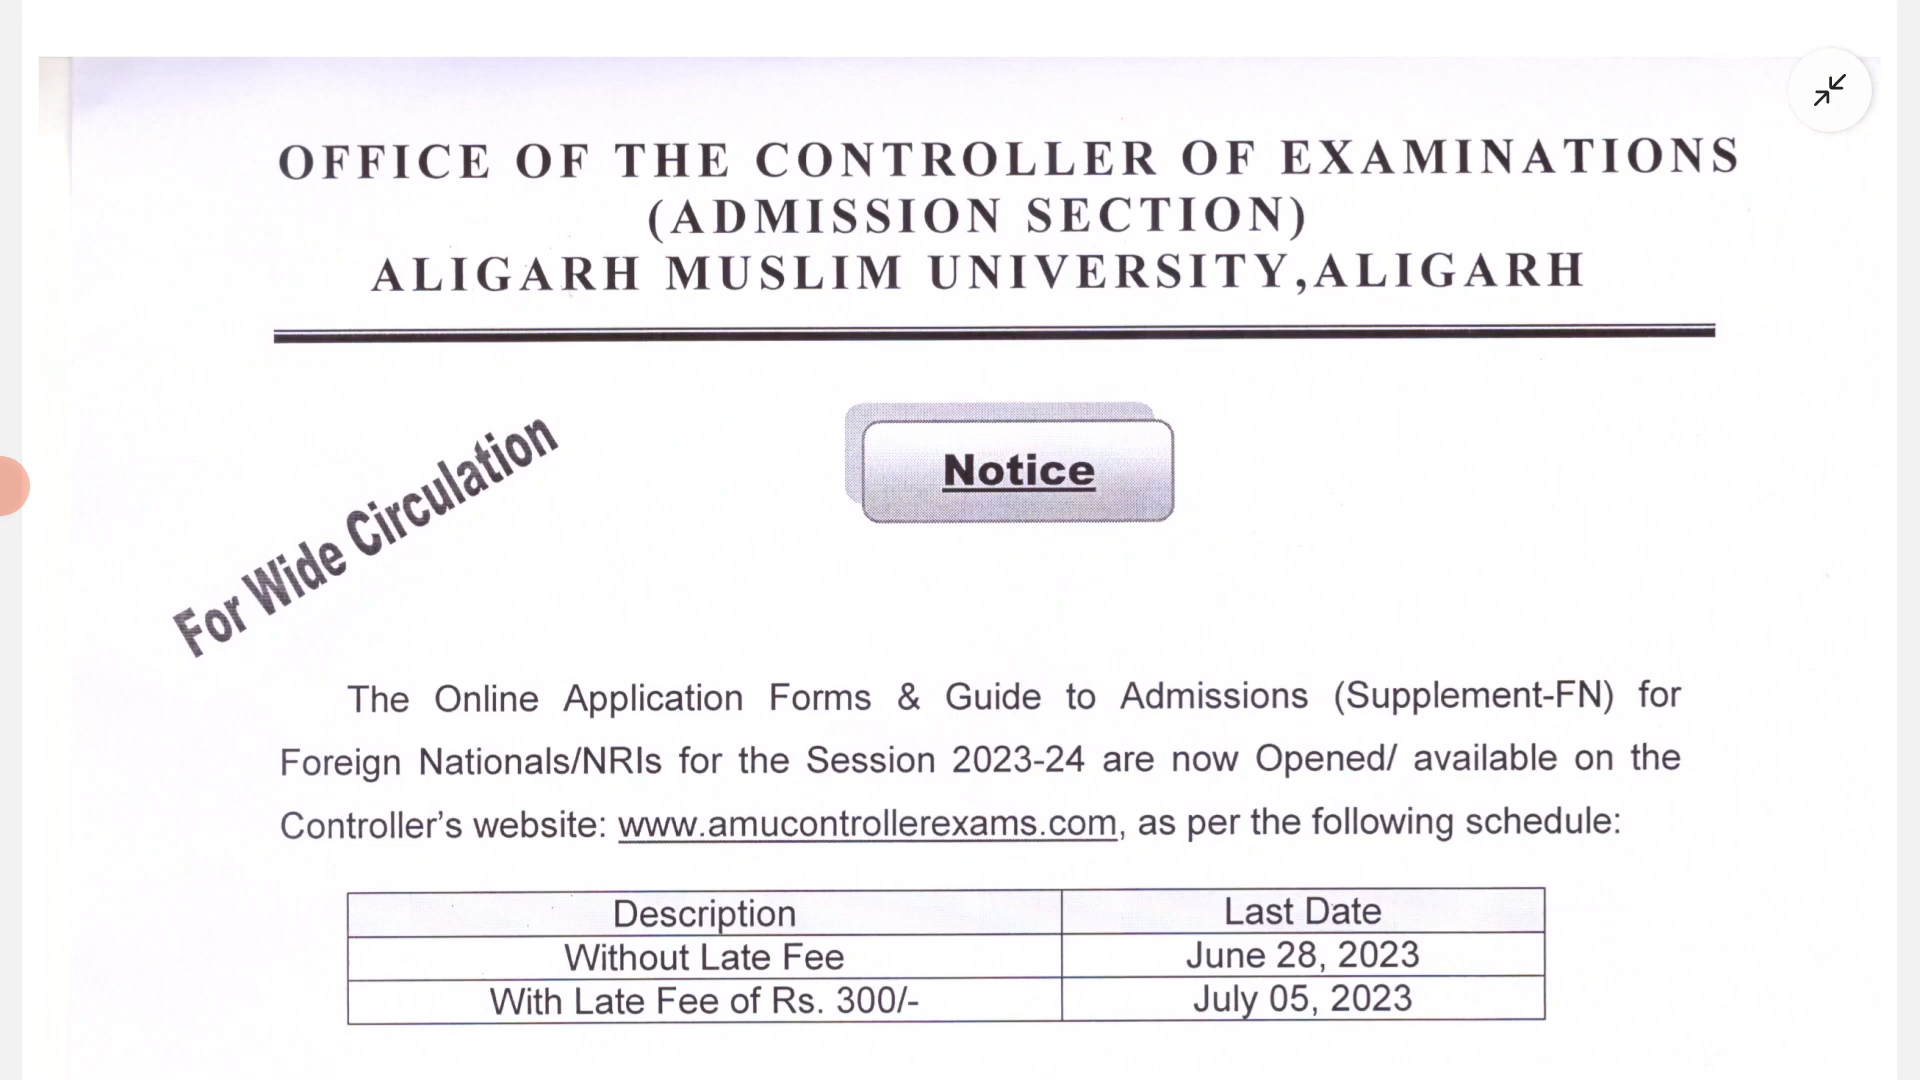 OFFICE OF THE CONTROLLER OF EXAMINATIONS
(ADMISSION SECTION)
ALIGARH MUSLIM UNIVERSITY,ALIGARH
Notice
For Wide Circulation
The Online Application Forms & Guide to Admissions (Supplement-FN) for
Foreign Nationals/NRIs for the Session 2023-24 are now Opened/ available on the
Controller’s website: www.amucontrollerexams.com, as per the following schedule:
Description Last Date
Without Late Fee June 28, 2023
With Late Fee of Rs. 300/- July 05, 2023